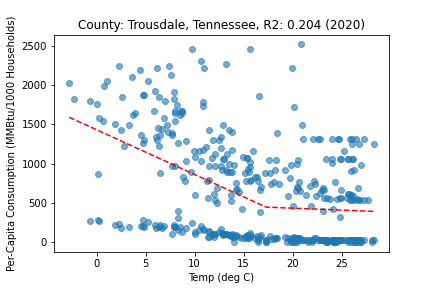 County: Trousdale, Tennessee, R2: 0.204 (2020)
Per-Capita Consumption (MMBtu/1000 Households)
2500
2000
1500
1000
500
0
0 5 10 15 20 25
Temp (deg C)